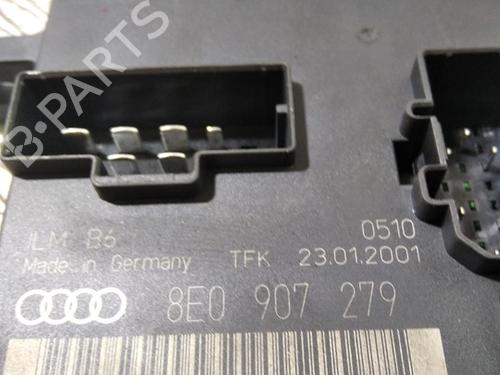 B-PARTS
ILM B6
0510
Made in Germany TFK 23.01.2001
8E0 907 279